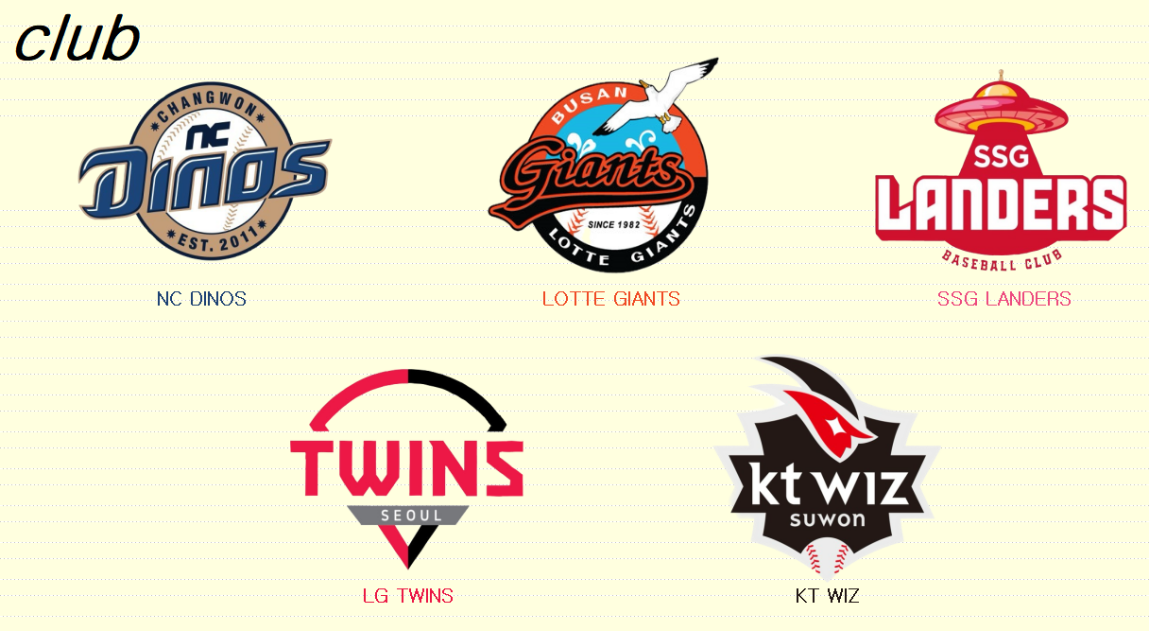 club
CHANGWON
NC
DINOS
EST. 2011
NC DINOS
BUSAN
Giants
SINCE 1982
LOTTE GIANTS
LOTTE GIANTS
SSG
LANDERS
BASEBALL CLUB
SSG LANDERS
TWINS
SEOUL
LG TWINS
kt wiz
suwon
KT WIZ